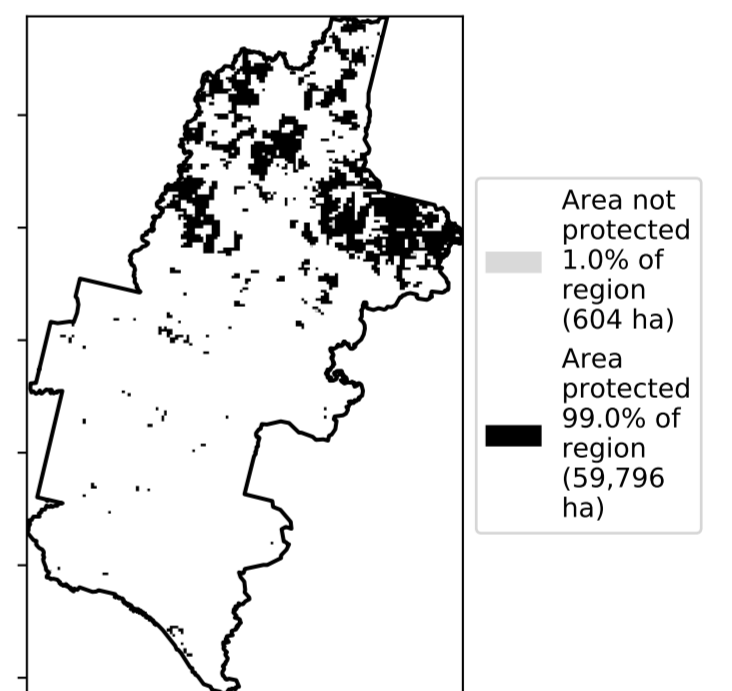 Area not
protected
1.0% of
region
(604 ha)
Area
protected
99.0% of
region
(59,796
ha)